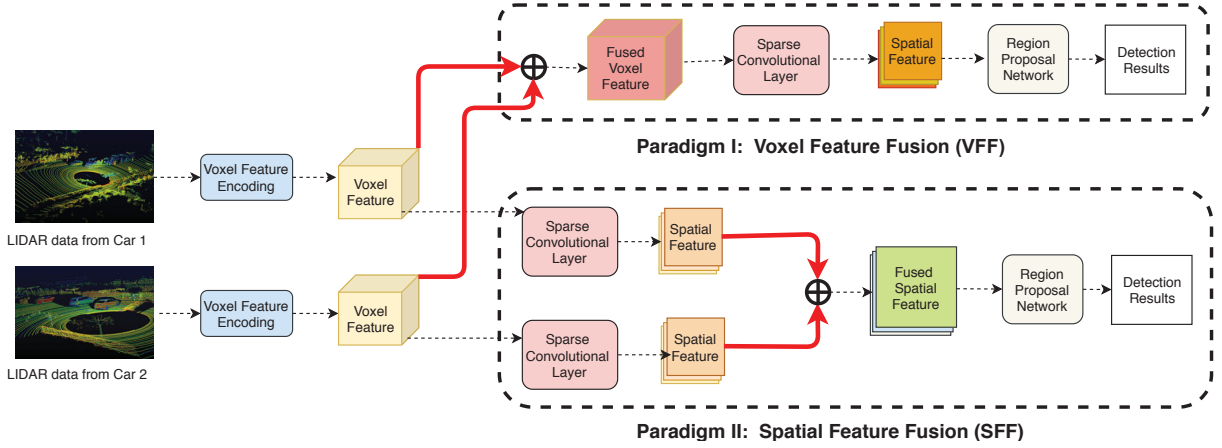 Fused
Voxel
Feature
Sparse
Convolutional
Layer
Spatial
Feature
Region
Proposal
Network
Detection
Results
Paradigm I: Voxel Feature Fusion (VFF)
Voxel Feature
Encoding
Voxel
Feature
LIDAR data from Car 1
Sparse
Convolutional
Layer
Spatial
Feature
Fused
Spatial
Feature
Region
Proposal
Network
Detection
Results
Voxel Feature
Encoding
Voxel
Feature
LIDAR data from Car 2
Sparse
Convolutional
Layer
Spatial
Feature
Paradigm II: Spatial Feature Fusion (SFF)